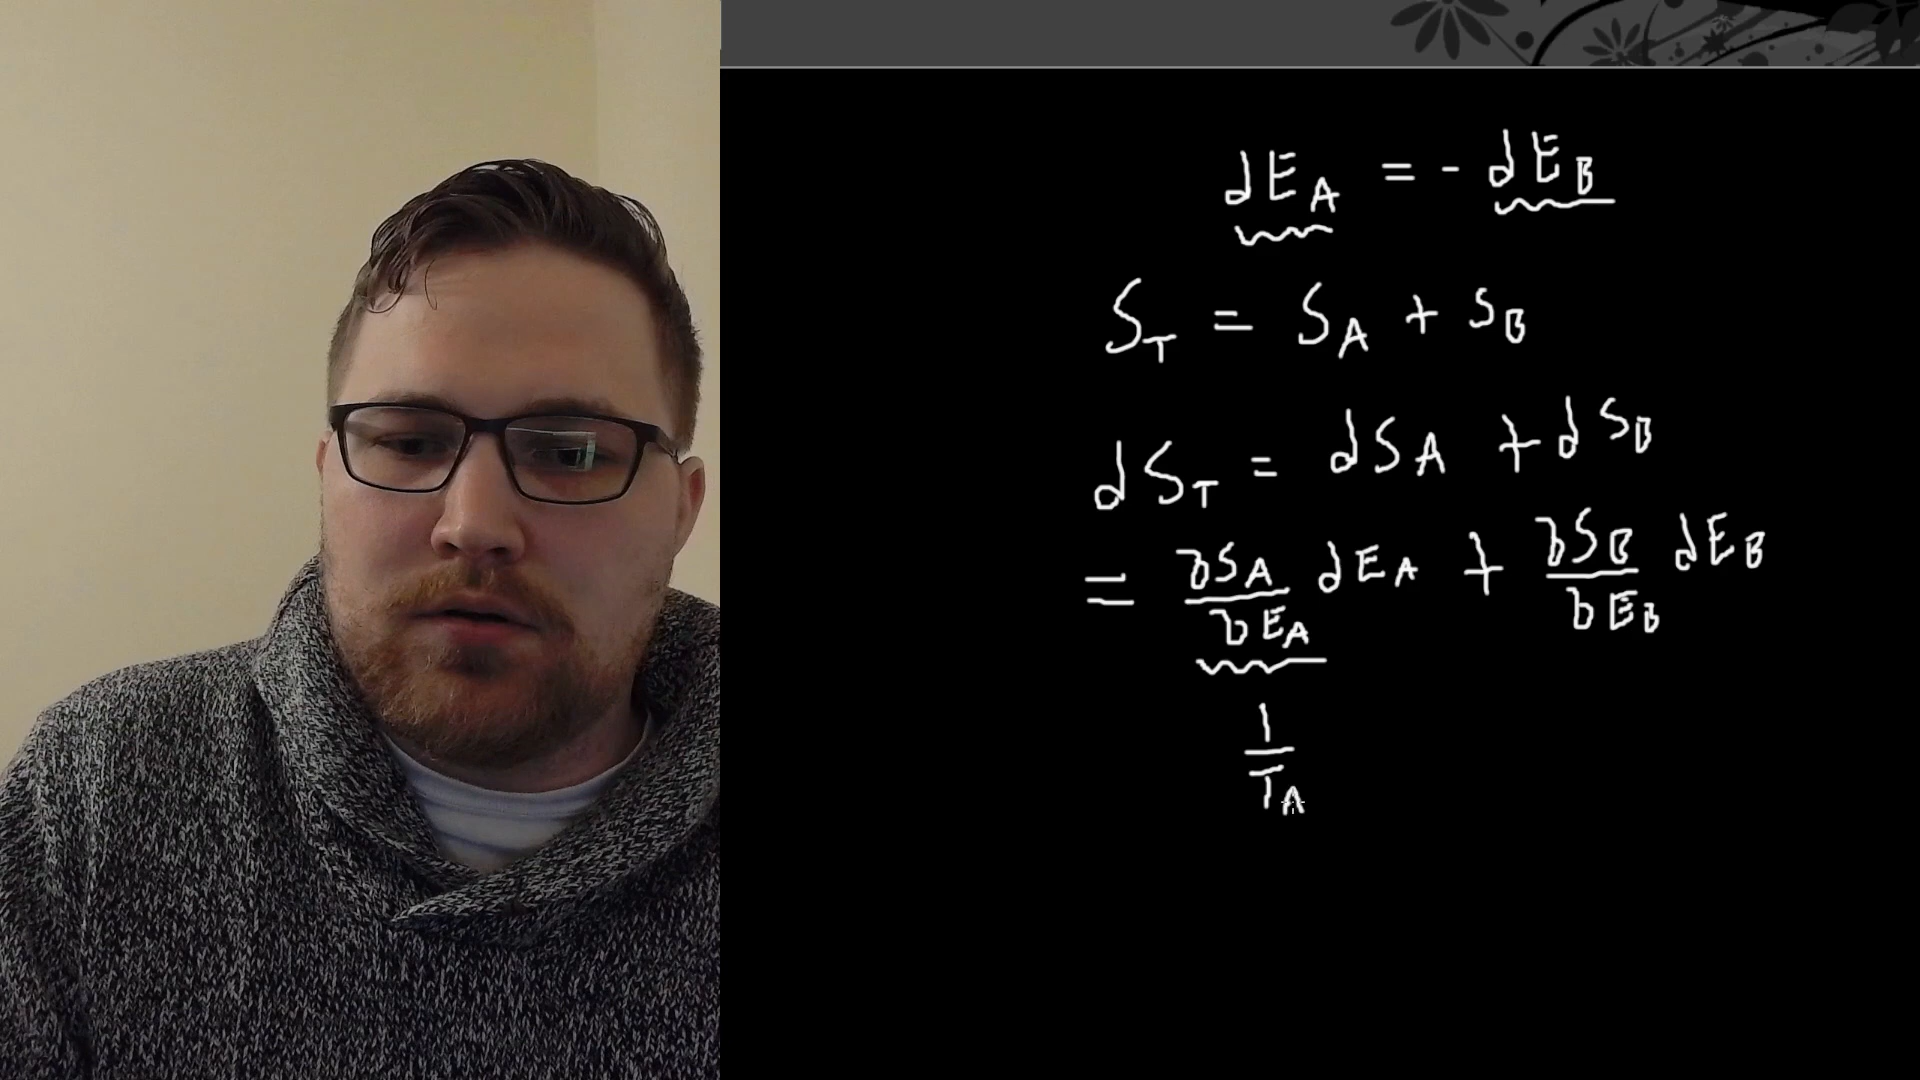 dE_A = - dE_B
S_T = S_A + S_B
dS_T = dS_A + dS_B
= ∂S_A/∂E_A dE_A + ∂S_B/∂E_B dE_B
1/T_A